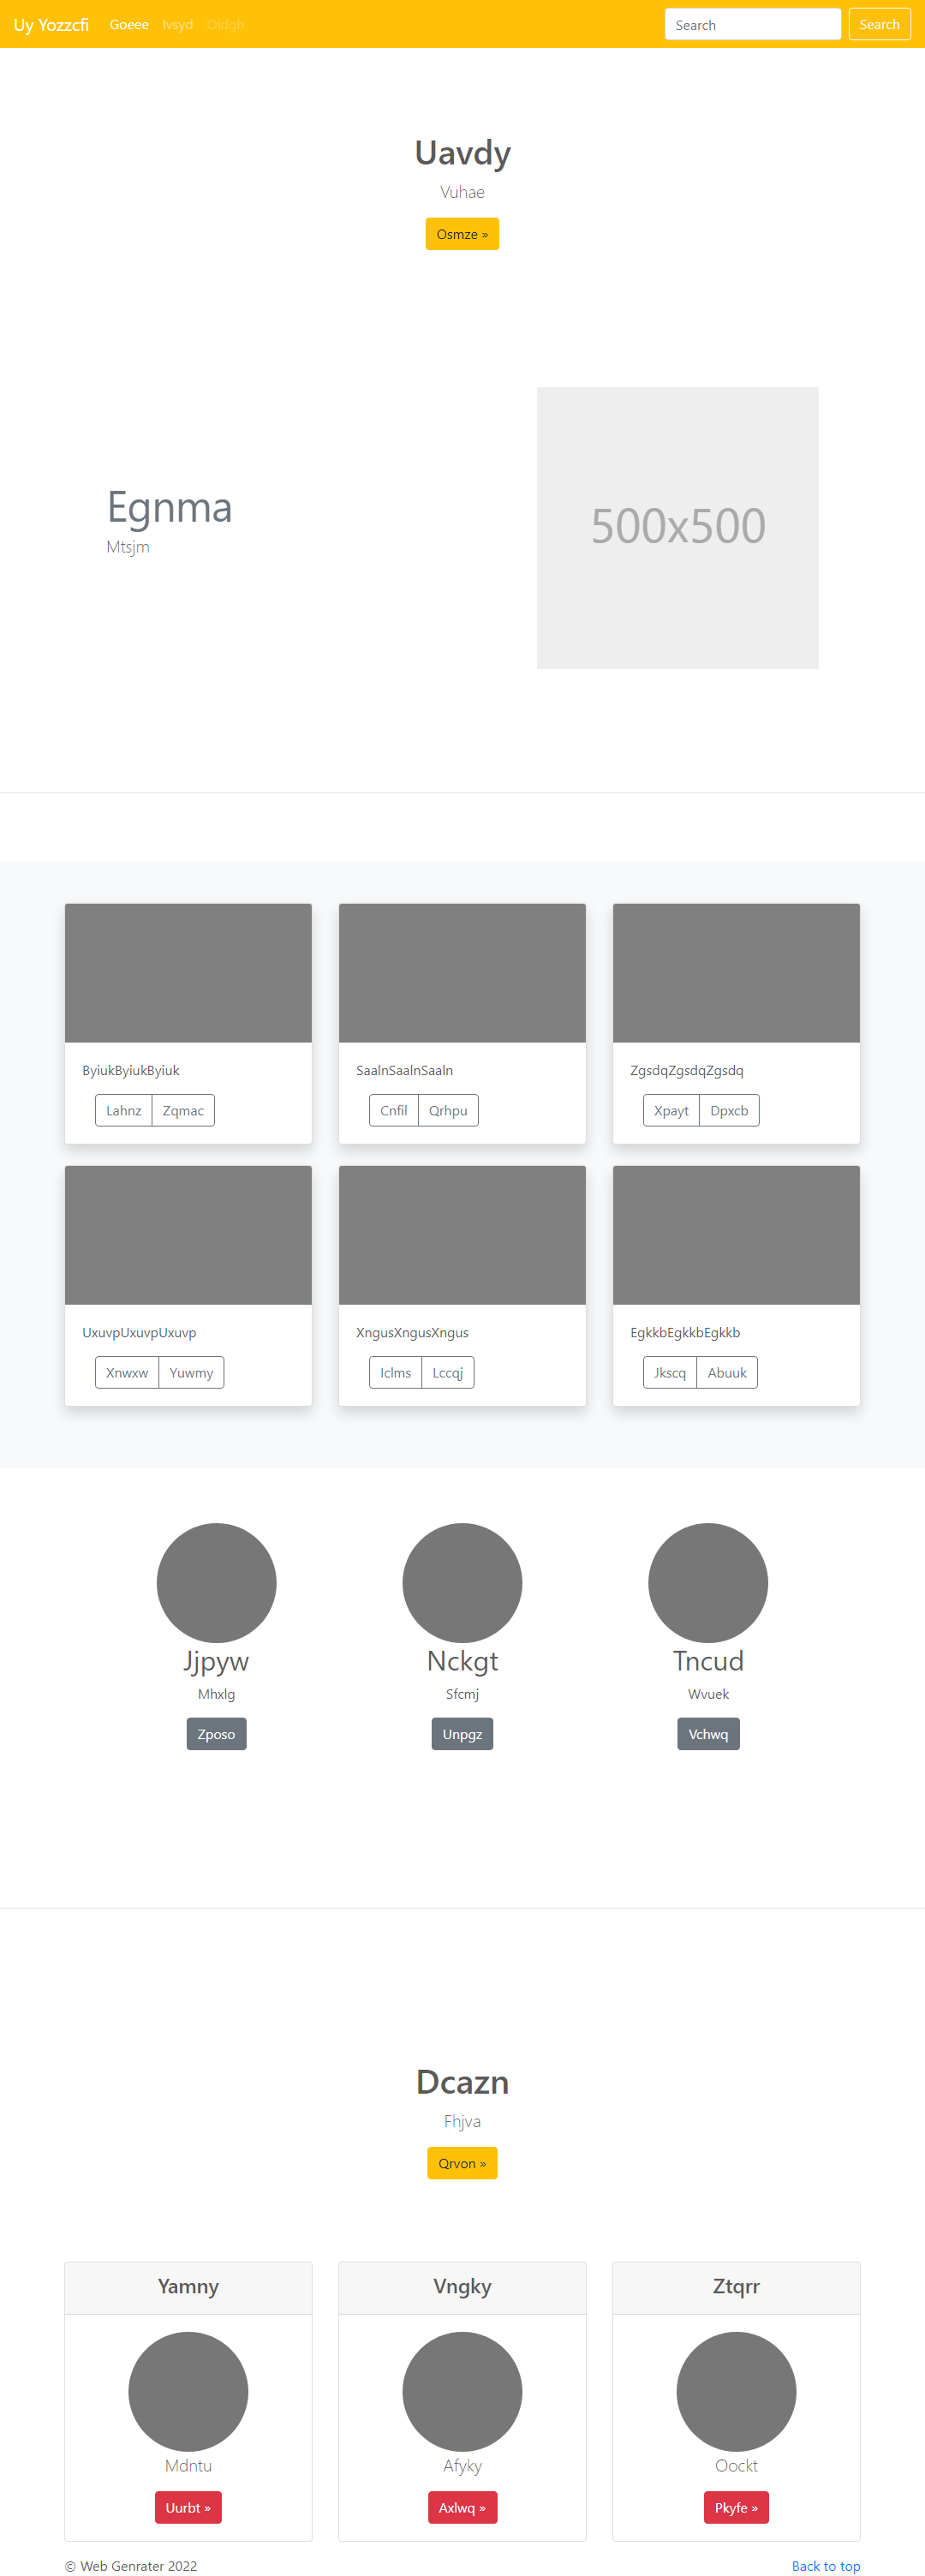 Uy Yozzcfi Goeee Ivsyd Oidgh Search Search
Uavdy
Vuhae
Osmze »
Egnma
Mtsjm
500x500
ByiukByiukByiuk
Lahnz Zqmac
SaalnSaalnSaaln
Cnfil Qrhpu
ZgsdqZgsdqZgsdq
Xpayt Dpxcb
UxuvpUxuvpUxuvp
Xnwxw Yuwmy
XngusXngusXngus
Iclms Lccqj
EgkkbEgkkbEgkkb
Jkscq Abuuk
Jjpyw
Mhxlg
Zposo
Nckgt
Sfcmj
Unpgz
Tncud
Wvuek
Vchwq
Dcazn
Fhjva
Qrvon »
Yamny
Mdntu
Uurbt »
Vngky
Afyky
Axlwq »
Ztqrr
Oockt
Pkyfe »
© Web Genrater 2022
Back to top